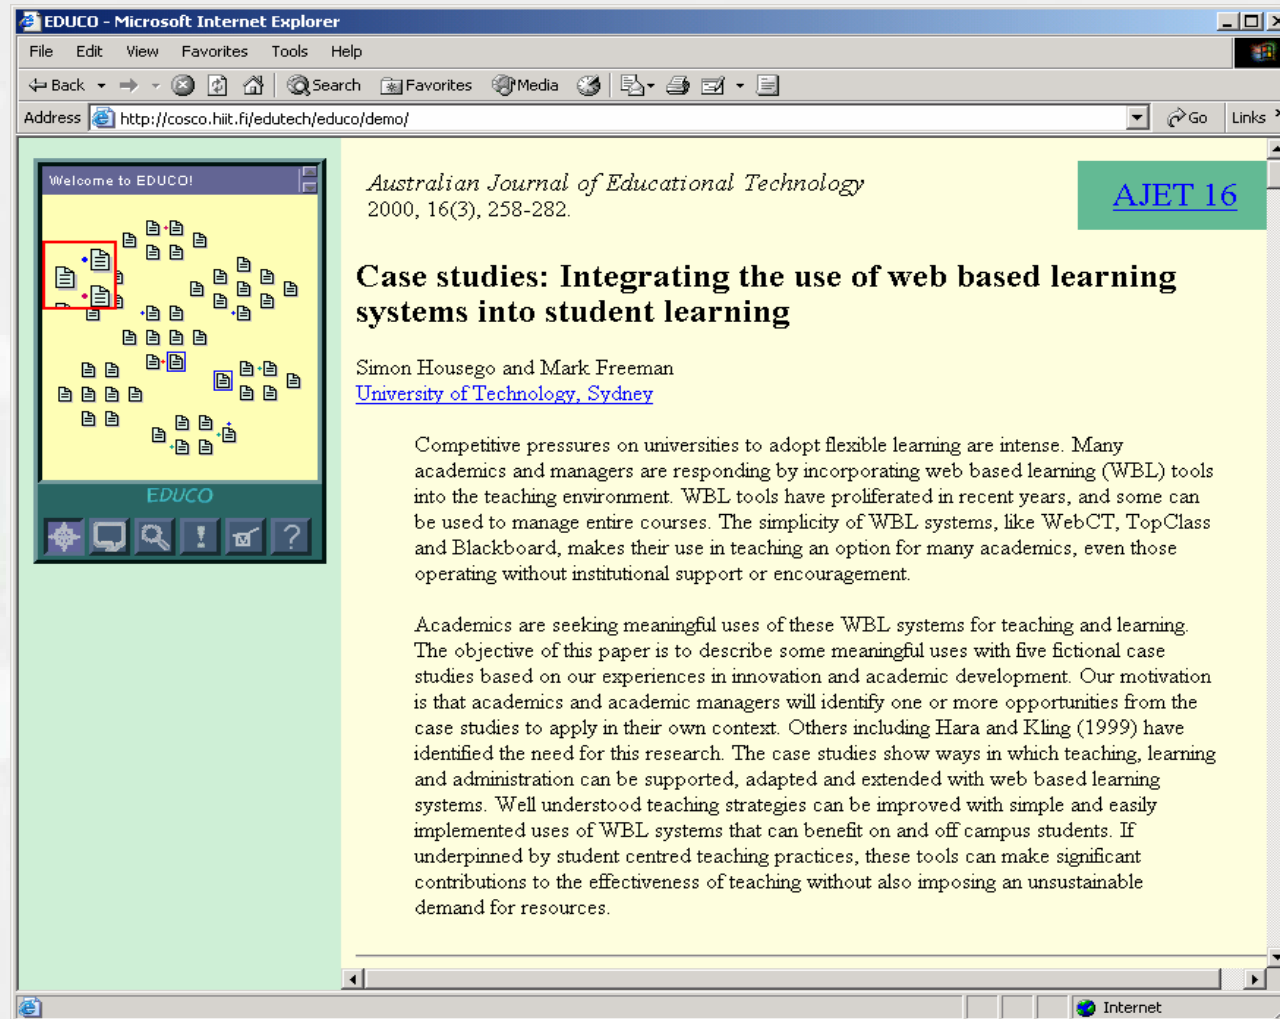 EDUCO - Microsoft Internet Explorer
File Edit View Favorites Tools Help
Back Search Favorites Media
Address http://cosco.hiit.fi/edutech/educo/demo/ Go Links
Welcome to EDUCO!
EDUCO
Australian Journal of Educational Technology
2000, 16(3), 258-282.
AJET 16
Case studies: Integrating the use of web based learning
systems into student learning
Simon Housego and Mark Freeman
University of Technology, Sydney
Competitive pressures on universities to adopt flexible learning are intense. Many
academics and managers are responding by incorporating web based learning (WBL) tools
into the teaching environment. WBL tools have proliferated in recent years, and some can
be used to manage entire courses. The simplicity of WBL systems, like WebCT, TopClass
and Blackboard, makes their use in teaching an option for many academics, even those
operating without institutional support or encouragement.
Academics are seeking meaningful uses of these WBL systems for teaching and learning.
The objective of this paper is to describe some meaningful uses with five fictional case
studies based on our experiences in innovation and academic development. Our motivation
is that academics and academic managers will identify one or more opportunities from the
case studies to apply in their own context. Others including Hara and Kling (1999) have
identified the need for this research. The case studies show ways in which teaching, learning
and administration can be supported, adapted and extended with web based learning
systems. Well understood teaching strategies can be improved with simple and easily
implemented uses of WBL systems that can benefit on and off campus students. If
underpinned by student centred teaching practices, these tools can make significant
contributions to the effectiveness of teaching without also imposing an unsustainable
demand for resources.
Internet